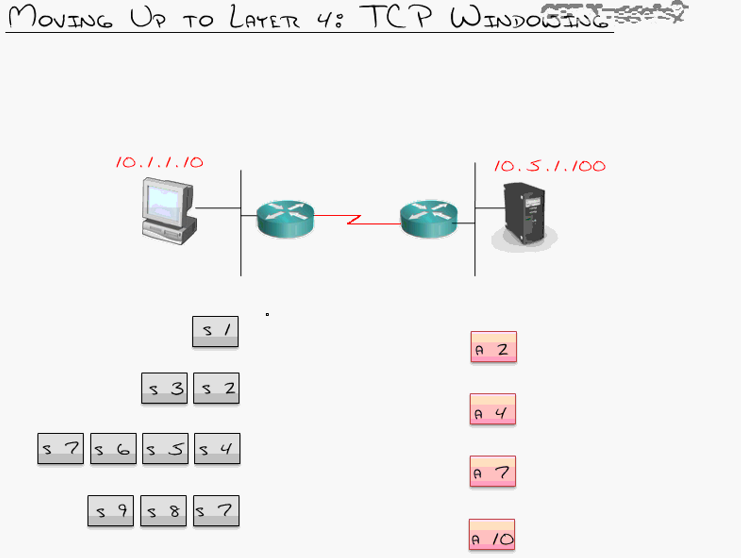 MOVING UP TO LAYER 4: TCP WINDOWING
10.1.1.10
10.5.1.100
S 1
A 2
S 3 S 2
A 4
S 7 S 6 S 5 S 4
A 7
S 9 S 8 S 7
A 10